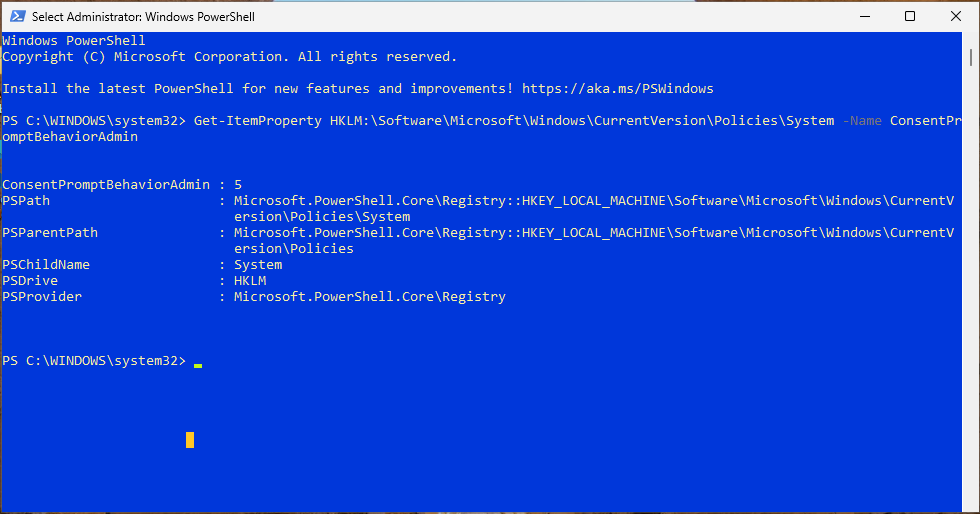 Select Administrator: Windows PowerShell
Windows PowerShell
Copyright (C) Microsoft Corporation. All rights reserved.
Install the latest PowerShell for new features and improvements! https://aka.ms/PSWindows
PS C:\WINDOWS\system32> Get-ItemProperty HKLM:\Software\Microsoft\Windows\CurrentVersion\Policies\System -Name ConsentPr
omptBehaviorAdmin
ConsentPromptBehaviorAdmin : 5
PSPath                     : Microsoft.PowerShell.Core\Registry::HKEY_LOCAL_MACHINE\Software\Microsoft\Windows\CurrentV
                             ersion\Policies\System
PSParentPath               : Microsoft.PowerShell.Core\Registry::HKEY_LOCAL_MACHINE\Software\Microsoft\Windows\CurrentV
                             ersion\Policies
PSChildName                : System
PSDrive                    : HKLM
PSProvider                 : Microsoft.PowerShell.Core\Registry
PS C:\WINDOWS\system32>